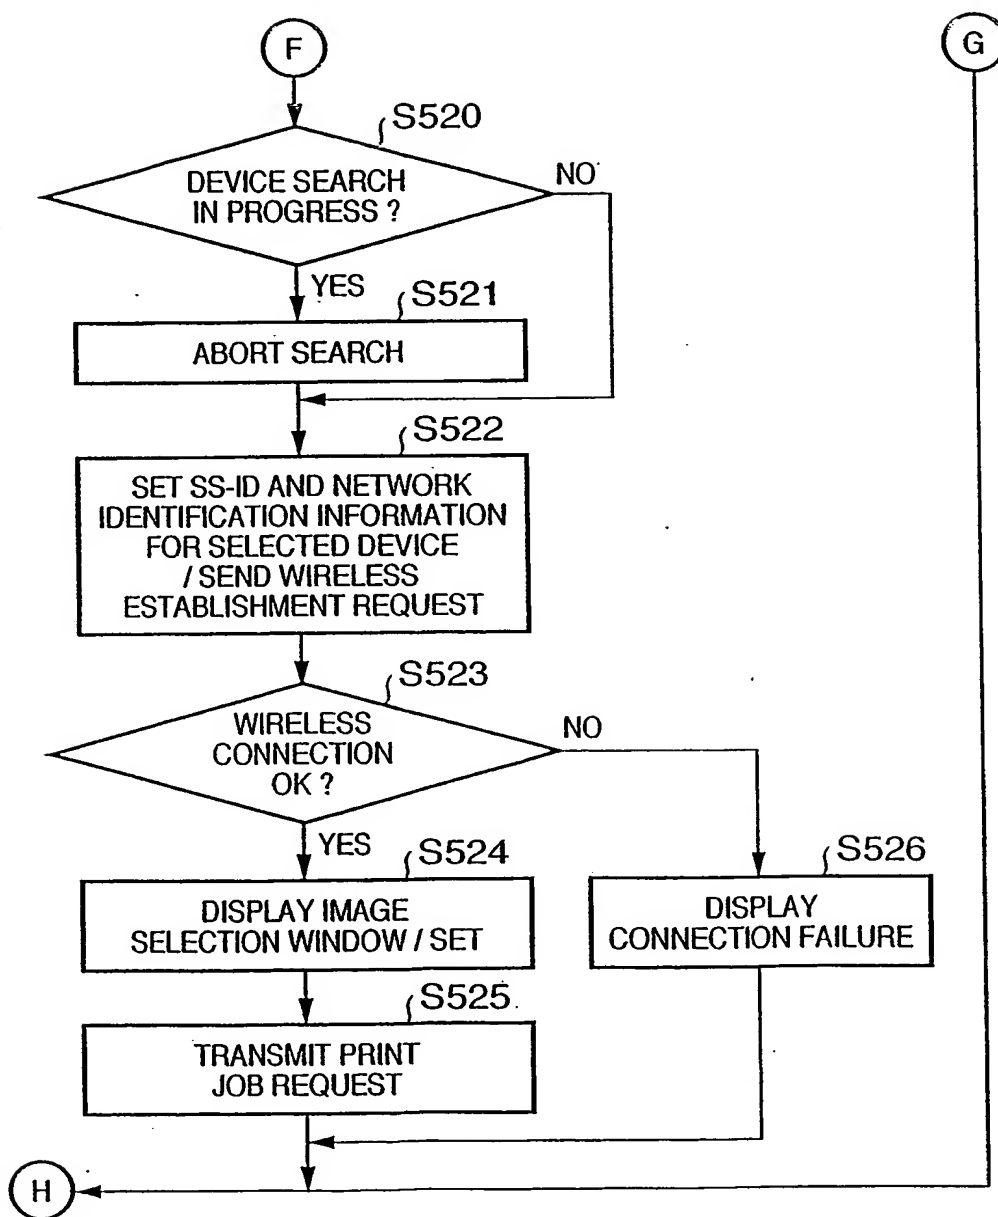 F
G
S520
DEVICE SEARCH
IN PROGRESS ?
NO
YES
S521
ABORT SEARCH
S522
SET SS-ID AND NETWORK
IDENTIFICATION INFORMATION
FOR SELECTED DEVICE
/ SEND WIRELESS
ESTABLISHMENT REQUEST
S523
WIRELESS
CONNECTION
OK ?
NO
YES
S524
DISPLAY IMAGE
SELECTION WINDOW / SET
S526
DISPLAY
CONNECTION FAILURE
S525
TRANSMIT PRINT
JOB REQUEST
H